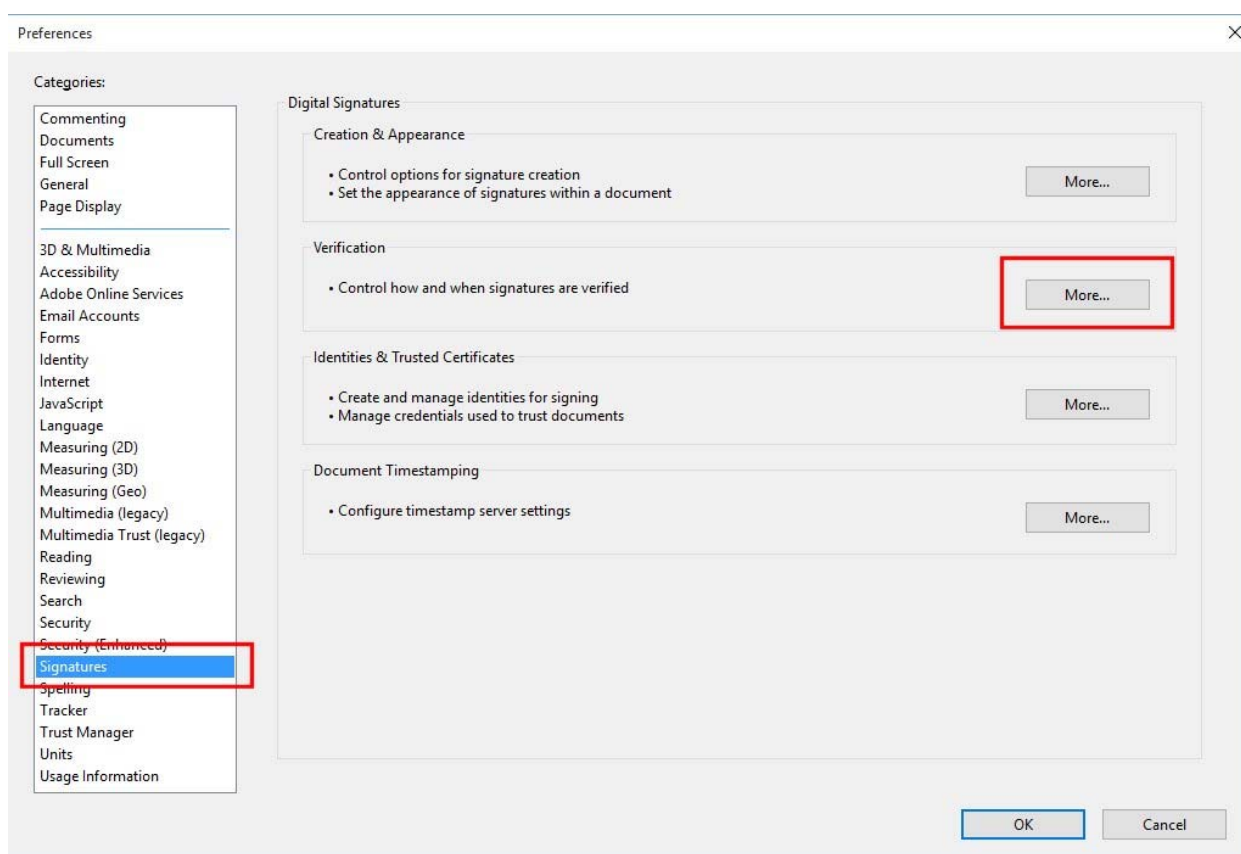 Preferences
Categories:
Commenting
Documents
Full Screen
General
Page Display
3D & Multimedia
Accessibility
Adobe Online Services
Email Accounts
Forms
Identity
Internet
JavaScript
Language
Measuring (2D)
Measuring (3D)
Measuring (Geo)
Multimedia (legacy)
Multimedia Trust (legacy)
Reading
Reviewing
Search
Security
Security (Enhanced)
Signatures
Spelling
Tracker
Trust Manager
Units
Usage Information
Digital Signatures
Creation & Appearance
• Control options for signature creation
• Set the appearance of signatures within a document
More...
Verification
• Control how and when signatures are verified
More...
Identities & Trusted Certificates
• Create and manage identities for signing
• Manage credentials used to trust documents
More...
Document Timestamping
• Configure timestamp server settings
More...
OK
Cancel